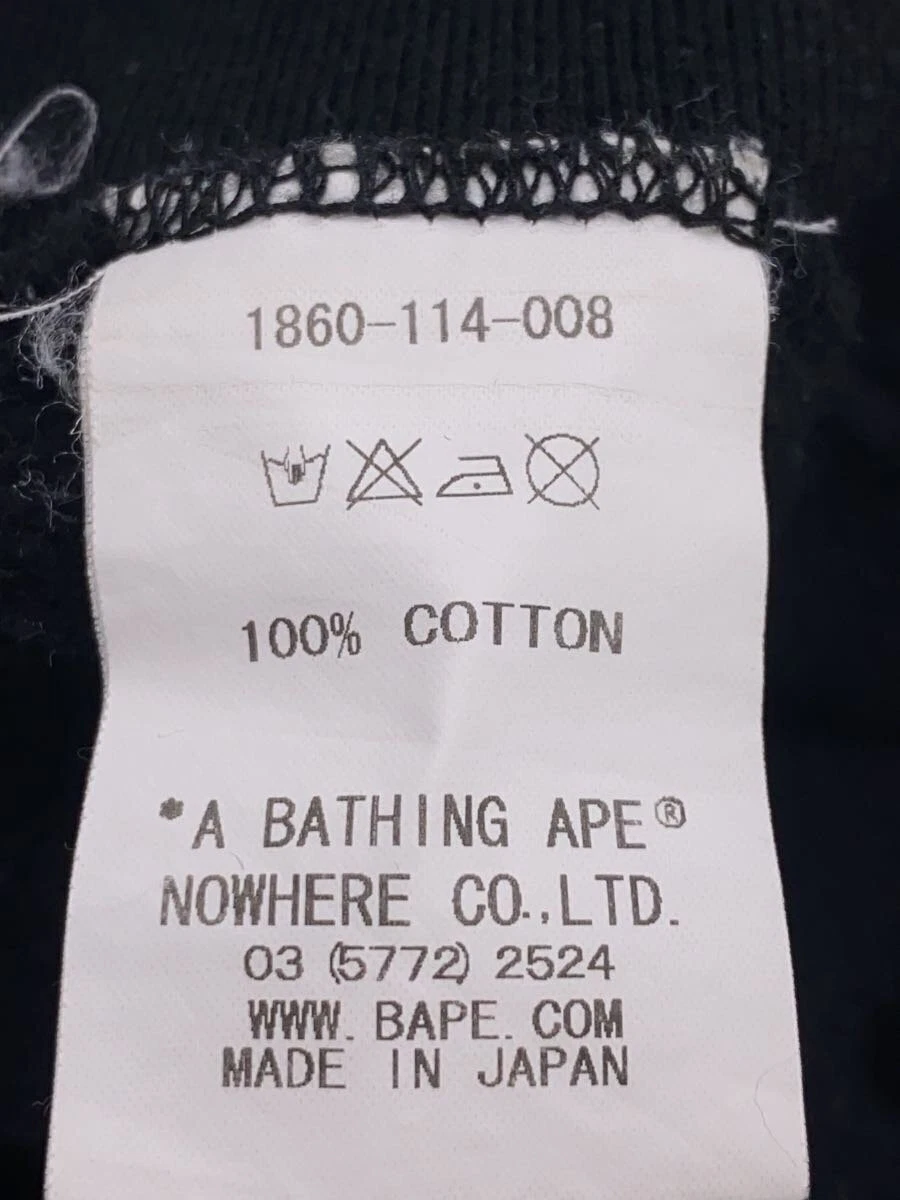 1860-114-008
100% COTTON
*A BATHING APE®
NOWHERE CO.,LTD.
03 (5772) 2524
WWW. BAPE. COM
MADE IN JAPAN